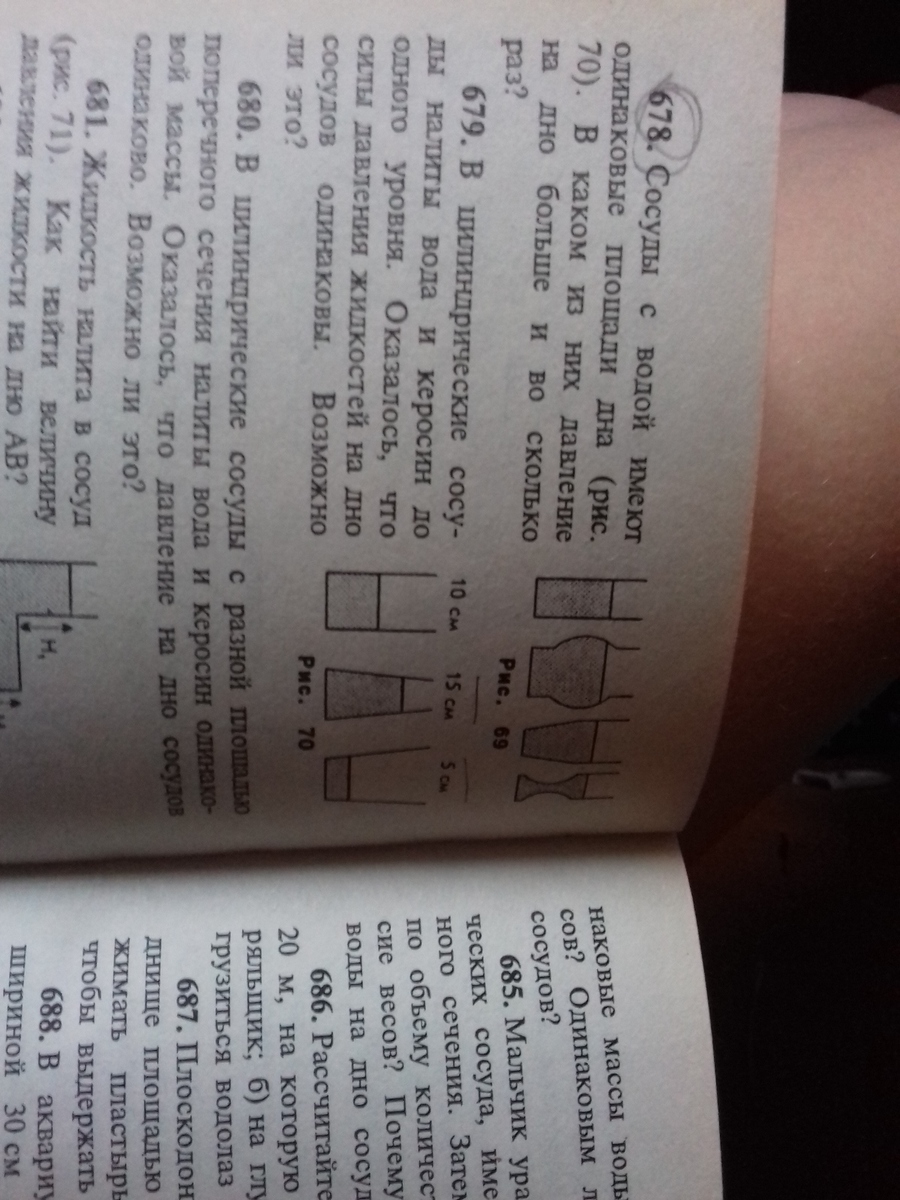 678. Сосуды с водой имеют
одинаковые площади дна (рис.
70). В каком из них давление
на дно больше и во сколько
раз?
679. В цилиндрические сосу-
ды налиты вода и керосин до
одного уровня. Оказалось, что
силы давления жидкостей на дно
сосудов одинаковы. Возможно
ли это?
Рис. 69
10 см 15 см 5 см
Рис. 70
680. В цилиндрические сосуды с разной площадью
поперечного сечения налиты вода и керосин одинако-
вой массы. Оказалось, что давление на дно сосудов
одинаково. Возможно ли это?
681. Жидкость налита в сосуд
(рис. 71). Как найти величину
давления жидкости на дно АВ?
H₁
наковые массы воды
сов? Одинаковым л
сосудов?
685. Мальчик ура
ческих сосуда, име
ного сечения. Затем
по объему количес
сие весов? Почему
воды на дно сосуд
686. Рассчитайте
20 м, на которую
ряльщик; б) на глу
грузиться водолаз
687. Плоскодон
днище площадью
жимать пластырь
чтобы выдержать
688. В аквариу
шириной 30 см